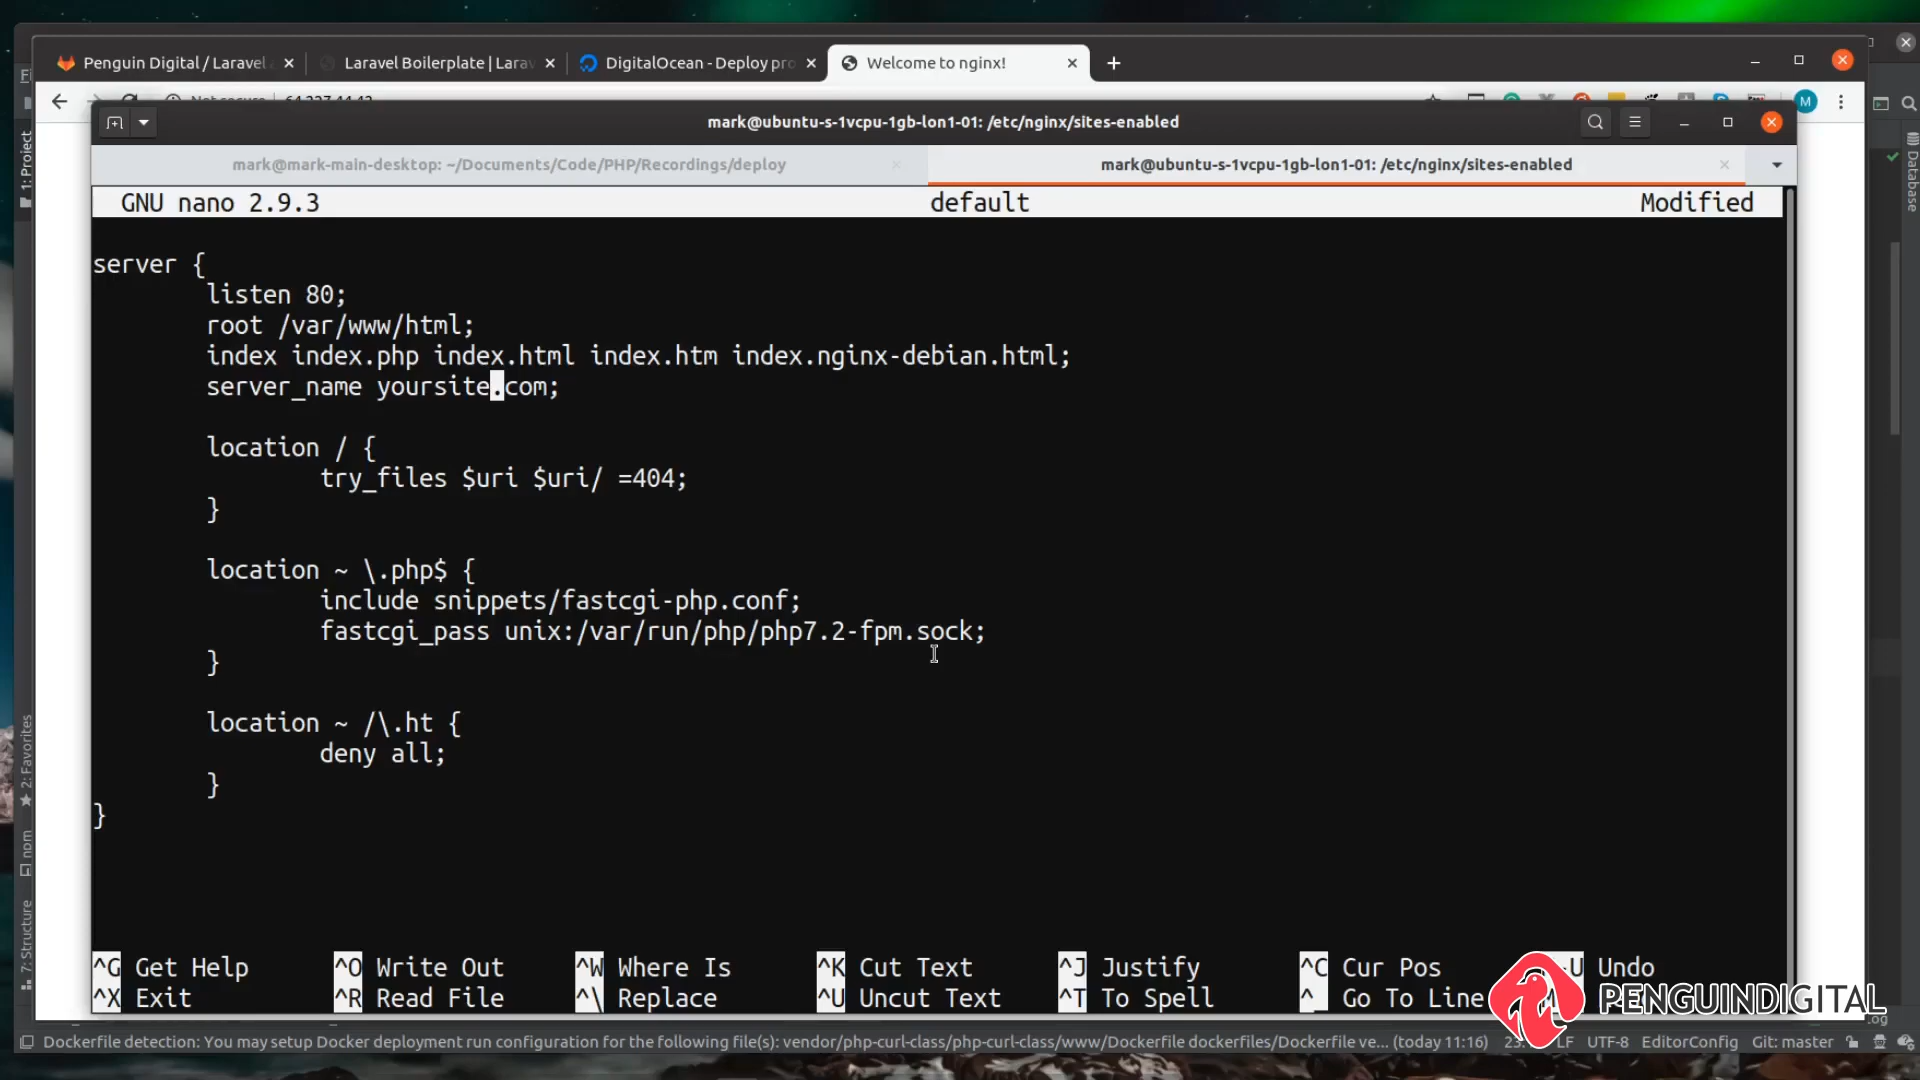 Penguin Digital / Laravel
Laravel Boilerplate | Lara
DigitalOcean - Deploy pro
Welcome to nginx!
M
mark@ubuntu-s-1vcpu-1gb-lon1-01: /etc/nginx/sites-enabled
mark@mark-main-desktop: ~/Documents/Code/PHP/Recordings/deploy
mark@ubuntu-s-1vcpu-1gb-lon1-01: /etc/nginx/sites-enabled
1: Project
Database
GNU nano 2.9.3 default Modified
server {
listen 80;
root /var/www/html;
index index.php index.html index.htm index.nginx-debian.html;
server_name yoursite.com;
location / {
try_files $uri $uri/ =404;
}
location ~ \.php$ {
include snippets/fastcgi-php.conf;
fastcgi_pass unix:/var/run/php/php7.2-fpm.sock;
}
location ~ /\.ht {
deny all;
}
}
2: Favorites
npm
7: Structure
^G Get Help ^O Write Out ^W Where Is ^K Cut Text ^J Justify ^C Cur Pos M-U Undo
^X Exit ^R Read File ^\ Replace ^U Uncut Text ^T To Spell ^_ Go To Line
PENGUINDIGITAL
Dockerfile detection: You may setup Docker deployment run configuration for the following file(s): vendor/php-curl-class/php-curl-class/www/Dockerfile dockerfiles/Dockerfile ve... (today 11:16) LF UTF-8 EditorConfig Git: master